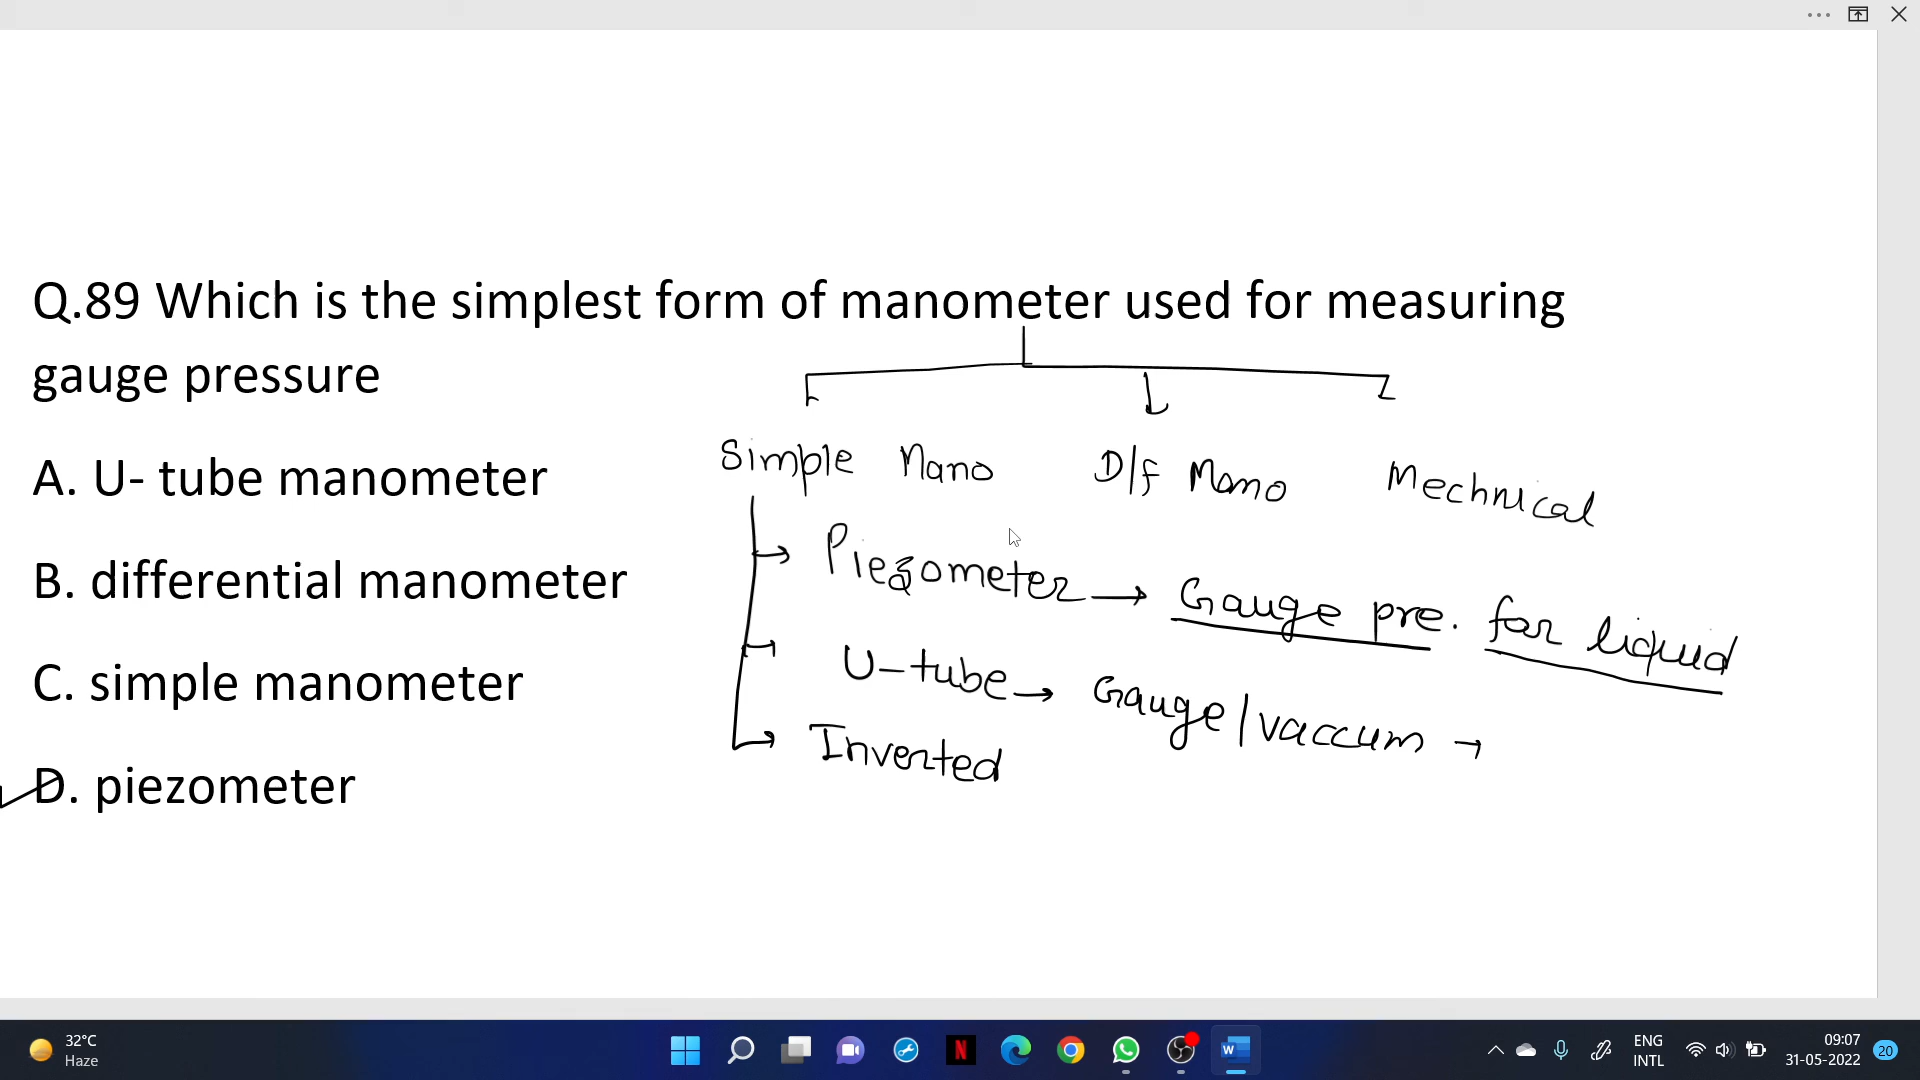 Q.89 Which is the simplest form of manometer used for measuring
gauge pressure
A. U- tube manometer
B. differential manometer
C. simple manometer
D. piezometer
Simple Mano
D/f Mano
Mechnical
Piezometer → Gauge pre. for liquid
U-tube → Gauge/vaccum →
Inverted
32°C
Haze
ENG
INTL
09:07
31-05-2022
20